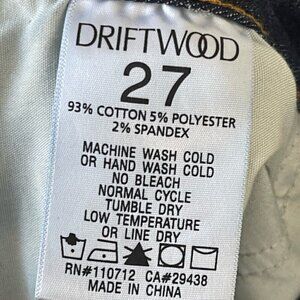 DRIFTWOOD
27
93% COTTON 5% POLYESTER
2% SPANDEX
MACHINE WASH COLD
OR HAND WASH COLD
NO BLEACH
NORMAL CYCLE
TUMBLE DRY
LOW TEMPERATURE
OR LINE DRY
RN#110712 CA#29438
MADE IN CHINA